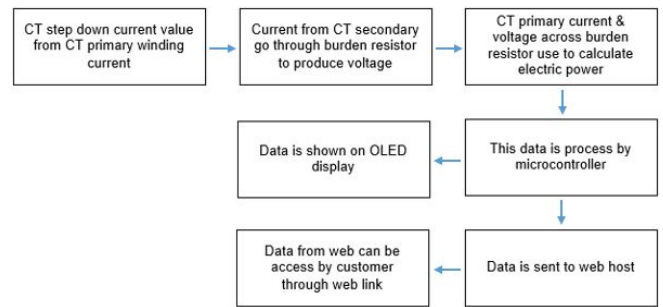 CT step down current value
from CT primary winding
current
Current from CT secondary
go through burden resistor
to produce voltage
CT primary current &
voltage across burden
resistor use to calculate
electric power
This data is process by
microcontroller
Data is shown on OLED
display
Data is sent to web host
Data from web can be
access by customer
through web link